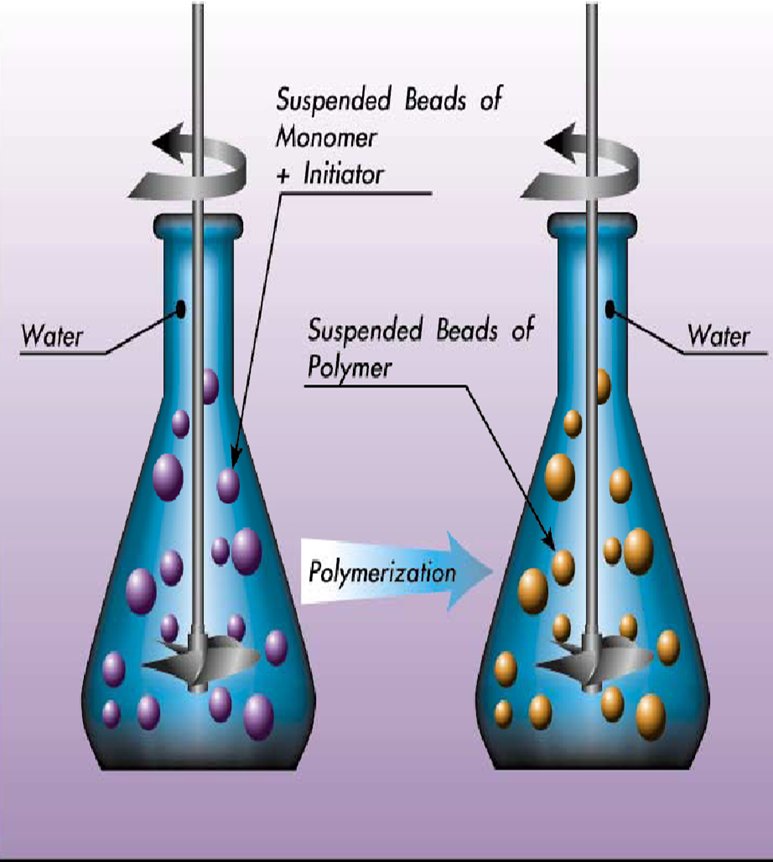 Suspended Beads of
Monomer
+ Initiator
Water
Suspended Beads of
Polymer
Water
Polymerization